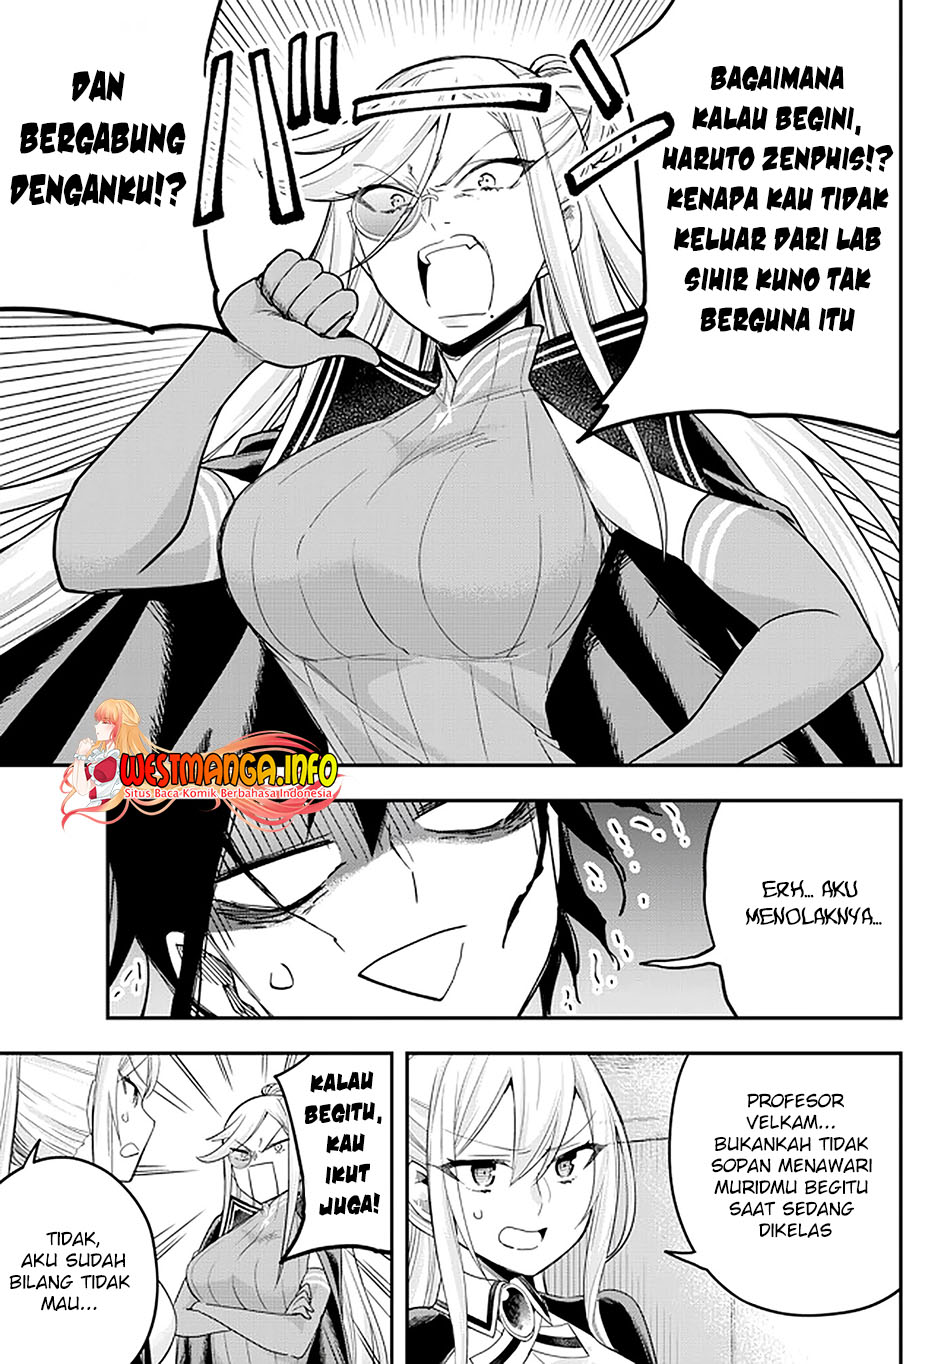 BAGAIMANA
KALAU BEGINI,
HARUTO ZENPHIS!?
KENAPA KAU TIDAK
KELUAR DARI LAB
SIHIR KUNO TAK
BERGUNA ITU
DAN
BERGABUNG
DENGANKU!?
WESTMANGA.INFO
Situs Baca Komik Berbahasa Indonesia
ERH... AKU
MENOLAKNYA...
PROFESOR
VELKAM...
BUKANKAH TIDAK
SOPAN MENAWARI
MURIDMU BEGITU
SAAT SEDANG
DIKELAS
KALAU
BEGITU,
KAU
IKUT
JUGA!
TIDAK,
AKU SUDAH
BILANG TIDAK
MAU...